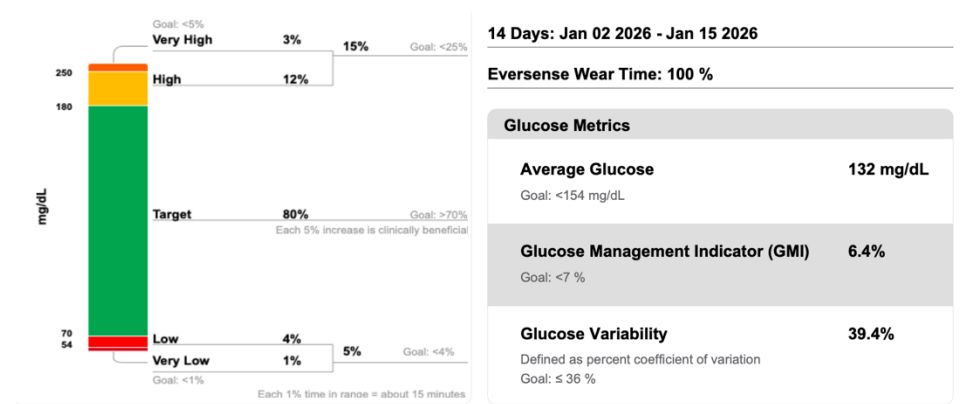 Goal: <5%
Very High 3%
15% Goal: <25%
250
High 12%
180
mg/dL
Target 80% Goal: >70%
Each 5% increase is clinically beneficial
70
Low 4%
54
5% Goal: <4%
Very Low 1%
Goal: <1%
Each 1% time in range = about 15 minutes
14 Days: Jan 02 2026 - Jan 15 2026
Eversense Wear Time: 100 %
Glucose Metrics
Average Glucose 132 mg/dL
Goal: <154 mg/dL
Glucose Management Indicator (GMI) 6.4%
Goal: <7 %
Glucose Variability 39.4%
Defined as percent coefficient of variation
Goal: ≤ 36 %